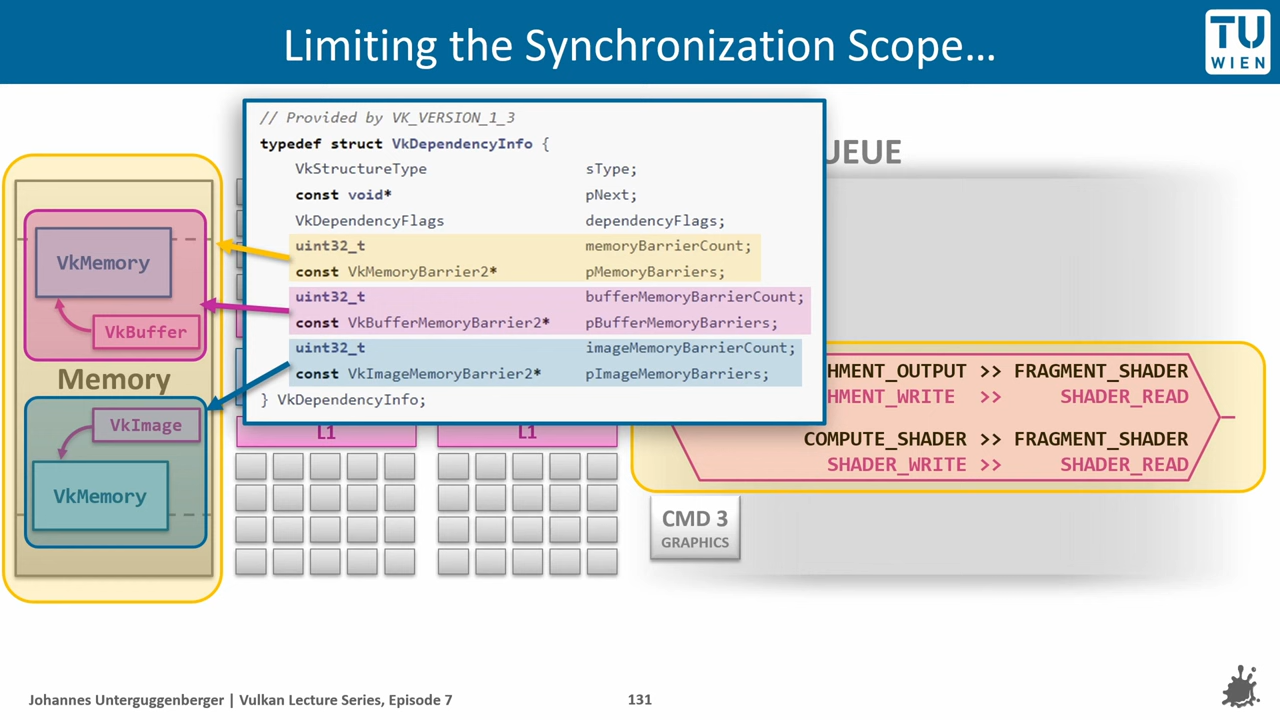 Limiting the Synchronization Scope...
TU
WIEN
// Provided by VK_VERSION_1_3
typedef struct VkDependencyInfo {
VkStructureType sType;
const void* pNext;
VkDependencyFlags dependencyFlags;
uint32_t memoryBarrierCount;
const VkMemoryBarrier2* pMemoryBarriers;
uint32_t bufferMemoryBarrierCount;
const VkBufferMemoryBarrier2* pBufferMemoryBarriers;
uint32_t imageMemoryBarrierCount;
const VkImageMemoryBarrier2* pImageMemoryBarriers;
} VkDependencyInfo;
VkMemory
VkBuffer
Memory
VkImage
VkMemory
L1
L1
UEUE
HMENT_OUTPUT >> FRAGMENT_SHADER
HMENT_WRITE >> SHADER_READ
COMPUTE_SHADER >> FRAGMENT_SHADER
SHADER_WRITE >> SHADER_READ
CMD 3
GRAPHICS
Johannes Unterguggenberger | Vulkan Lecture Series, Episode 7
131